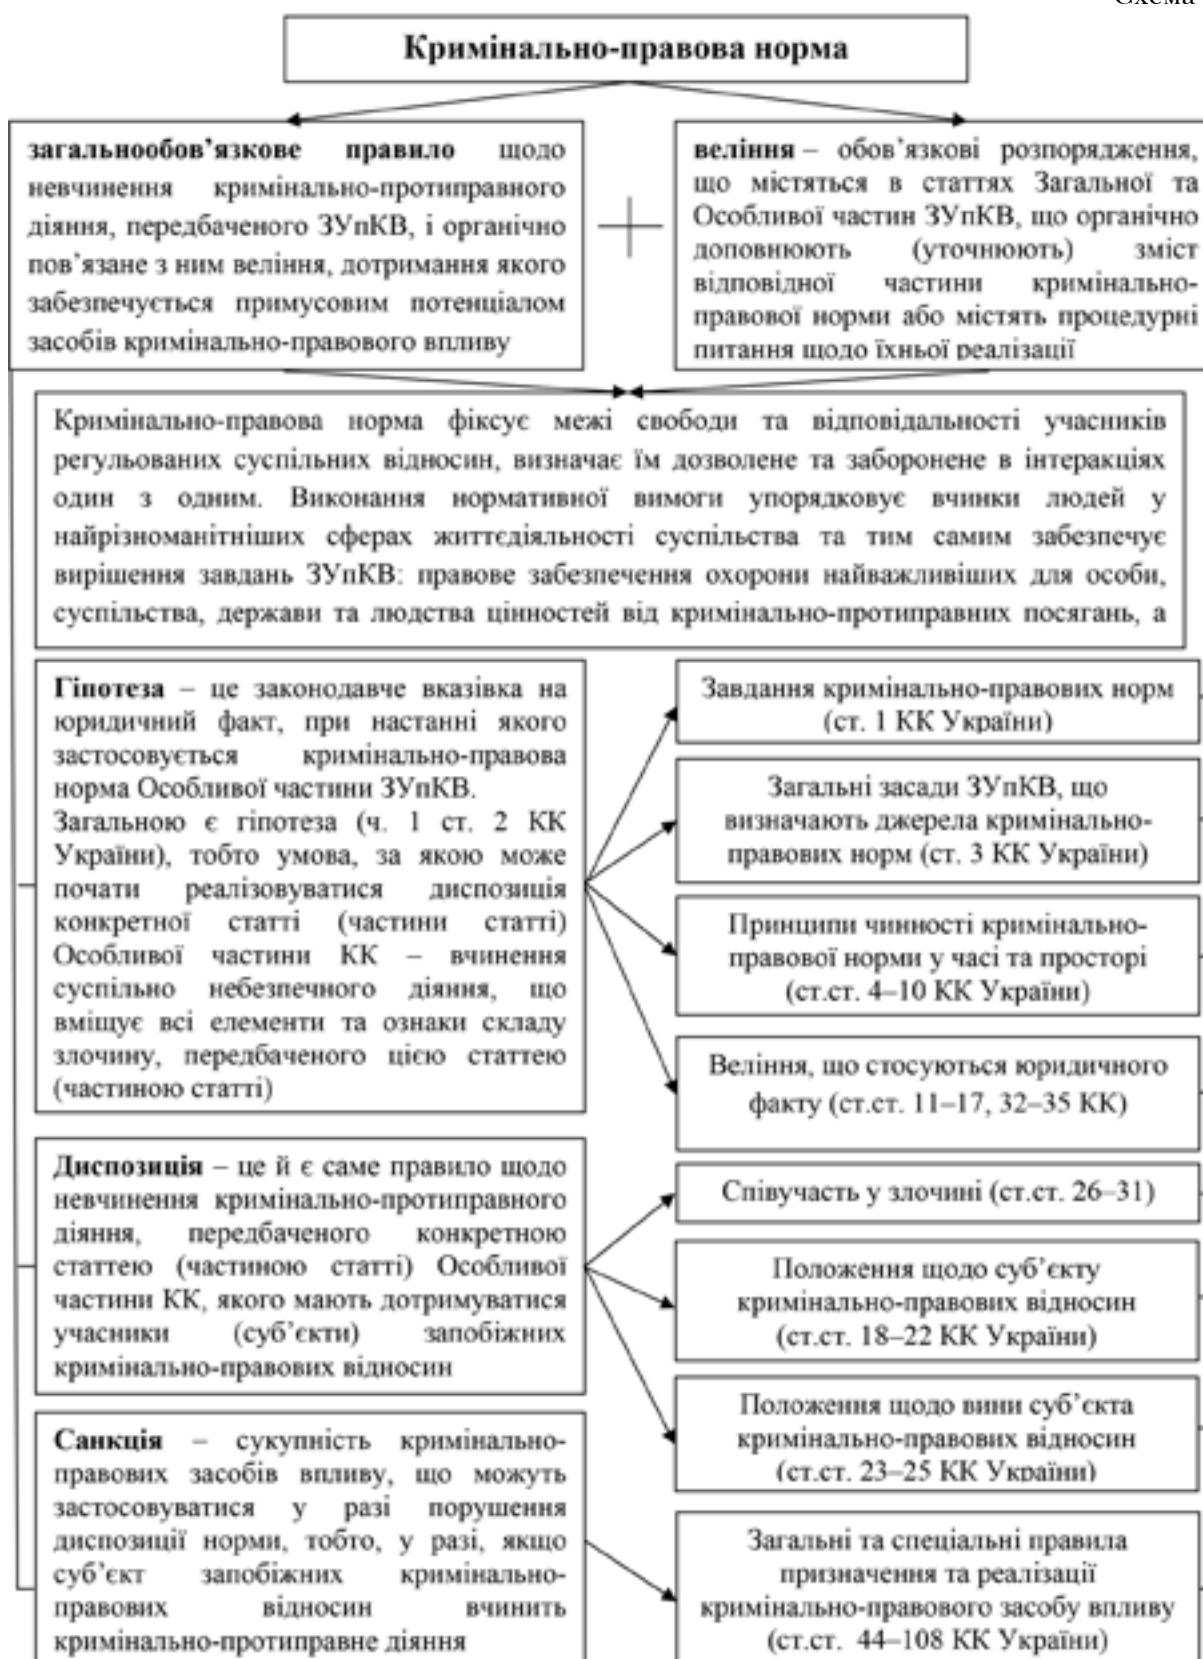 Схема
Кримінально-правова норма
загальнообов’язкове правило щодо
невчинення кримінально-протиправного
діяння, передбаченого ЗУпКВ, і органічно
пов’язане з ним веління, дотримання якого
забезпечується примусовим потенціалом
засобів кримінально-правового впливу
веління – обов’язкові розпорядження,
що містяться в статтях Загальної та
Особливої частин ЗУпКВ, що органічно
доповнюють (уточнюють) зміст
відповідної частини кримінально-
правової норми або містять процедурні
питання щодо їхньої реалізації
Кримінально-правова норма фіксує межі свободи та відповідальності учасників
регульованих суспільних відносин, визначає їм дозволене та заборонене в інтеракціях
один з одним. Виконання нормативної вимоги упорядковує вчинки людей у
найрізноманітніших сферах життєдіяльності суспільства та тим самим забезпечує
вирішення завдань ЗУпКВ: правове забезпечення охорони найважливіших для особи,
суспільства, держави та людства цінностей від кримінально-протиправних посягань, а
Гіпотеза – це законодавче вказівка на
юридичний факт, при настанні якого
застосовується кримінально-правова
норма Особливої частини ЗУпКВ.
Загальною є гіпотеза (ч. 1 ст. 2 КК
України), тобто умова, за якою може
почати реалізовуватися диспозиція
конкретної статті (частини статті)
Особливої частини КК – вчинення
суспільно небезпечного діяння, що
вміщує всі елементи та ознаки складу
злочину, передбаченого цією статтею
(частиною статті)
Завдання кримінально-правових норм
(ст. 1 КК України)
Загальні засади ЗУпКВ, що
визначають джерела кримінально-
правових норм (ст. 3 КК України)
Принципи чинності кримінально-
правової норми у часі та просторі
(ст.ст. 4–10 КК України)
Веління, що стосуються юридичного
факту (ст.ст. 11–17, 32–35 КК)
Диспозиція – це й є саме правило щодо
невчинення кримінально-протиправного
діяння, передбаченого конкретною
статтею (частиною статті) Особливої
частини КК, якого мають дотримуватися
учасники (суб’єкти) запобіжних
кримінально-правових відносин
Співучасть у злочині (ст.ст. 26–31)
Положення щодо суб’єкту
кримінально-правових відносин
(ст.ст. 18–22 КК України)
Положення щодо вини суб’єкта
кримінально-правових відносин
(ст.ст. 23–25 КК України)
Санкція – сукупність кримінально-
правових засобів впливу, що можуть
застосовуватися у разі порушення
диспозиції норми, тобто, у разі, якщо
суб’єкт запобіжних кримінально-
правових відносин вчинить
кримінально-протиправне діяння
Загальні та спеціальні правила
призначення та реалізації
кримінально-правового засобу впливу
(ст.ст. 44–108 КК України)